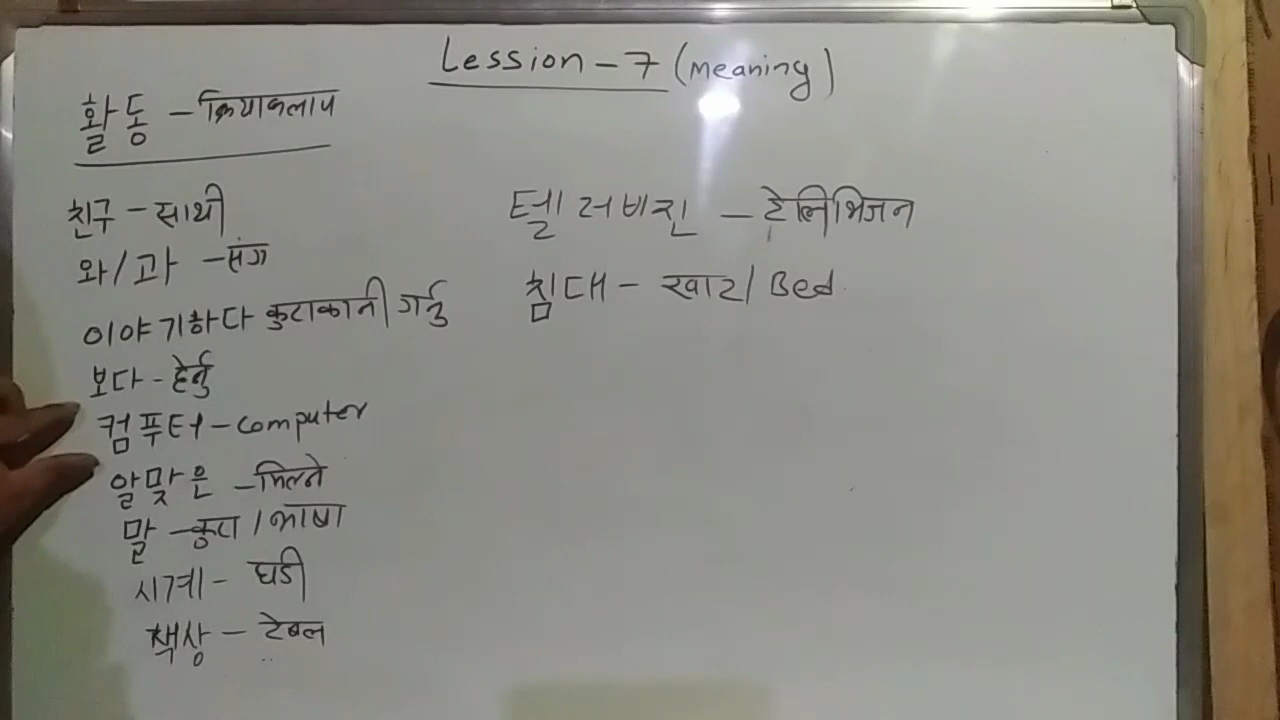 Lession - 7 (meaning)
활동 - क्रियाकलाप
친구 - साथी
와/과 - संग
이야기하다 कुराकानी गर्नु
보다 - हेर्नु
컴퓨터 - computer
알맞은 - मिल्ने
말 - कुरा / भाषा
시계 - घडी
책상 - टेबल
텔러비전 - टेलिभिजन
침대 - खाट / Bed